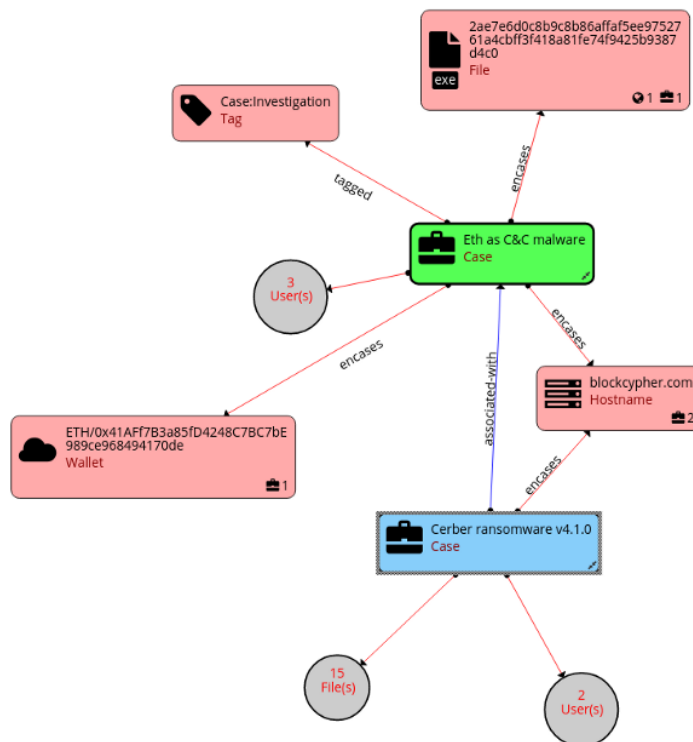 2ae7e6d0c8b9c8b86affaf5ee97527
61a4cbff3f418a81fe74f9425b9387
d4c0
File
exe
1 1
Case:Investigation
Tag
tagged
encases
Eth as C&C malware
Case
3
User(s)
encases
encases
associated-with
blockcypher.com
Hostname
2
ETH/0x41AFf7B3a85fD4248C7BC7bE
989ce968494170de
Wallet
1
encases
Cerber ransomware v4.1.0
Case
15
File(s)
2
User(s)